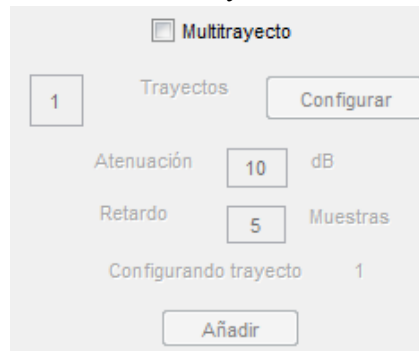 Multitrayecto
1 Trayectos Configurar
Atenuación 10 dB
Retardo 5 Muestras
Configurando trayecto 1
Añadir